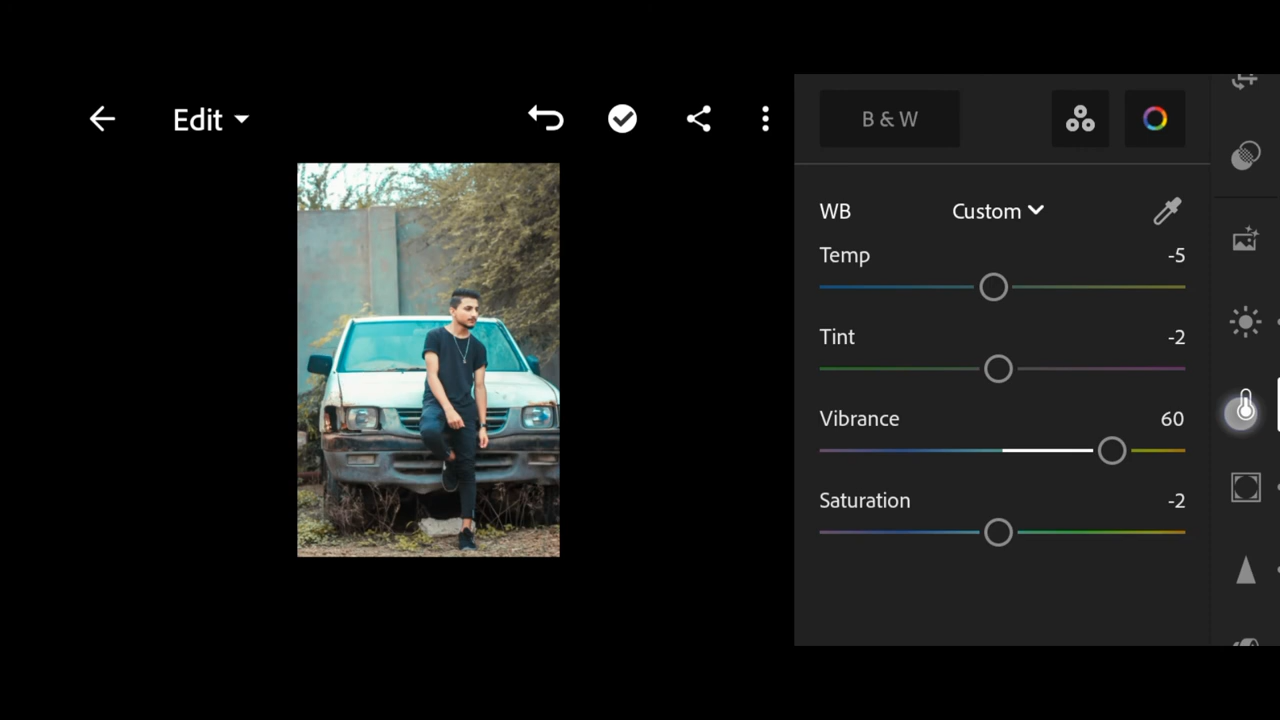 Edit
B & W
WB Custom
Temp -5
Tint -2
Vibrance 60
Saturation -2